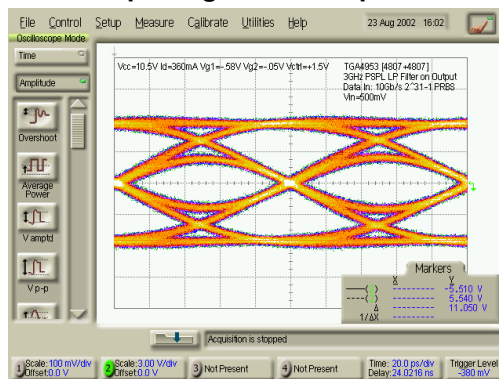 File Control Setup Measure Calibrate Utilities Help 23 Aug 2002 16:02
Oscilloscope Mode
Time
Amplitude
Vcc=10.5V Id=360mA Vg1=-.58V Vg2=-.05V Vctrl=+1.5V TGA4953 [4807+4807]
3GHz PSPL LP Filter on Output
Data In: 10Gb/s 2^31-1 PRBS
Vin=500mV
Overshoot
Average
Power
V amptd
V p-p
Markers
X Y
----(1) -------- -5.510 V
----( ) -------- 5.540 V
Δ -------- 11.050 V
1/ΔX --------
Acquisition is stopped
1 Scale: 100 mV/div
Offset:0.0 V
2 Scale:3.00 V/div
Offset:0.0 V
3 Not Present
4 Not Present
Time: 20.0 ps/div
Delay:24.0216 ns
Trigger Level
-380 mV